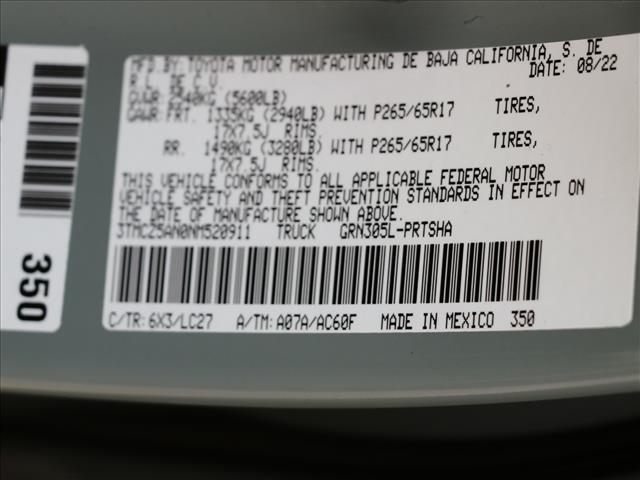 MFD.BY:TOYOTA MOTOR MANUFACTURING DE BAJA CALIFORNIA, S. DE
R.L. DE C.V. DATE: 08/22
GVWR: 2540KG (5600LB)
GAWR:FRT. 1335KG (2940LB) WITH P265/65R17 TIRES,
17X7.5J RIMS.
RR. 1490KG (3280LB) WITH P265/65R17 TIRES,
17X7.5J RIMS.
THIS VEHICLE CONFORMS TO ALL APPLICABLE FEDERAL MOTOR
VEHICLE SAFETY AND THEFT PREVENTION STANDARDS IN EFFECT ON
THE DATE OF MANUFACTURE SHOWN ABOVE.
3TMCZ5AN0NM520911 TRUCK GRN305L-PRTSHA
C/TR:6X3/LC27 A/TM:A07A/AC60F MADE IN MEXICO 350
350